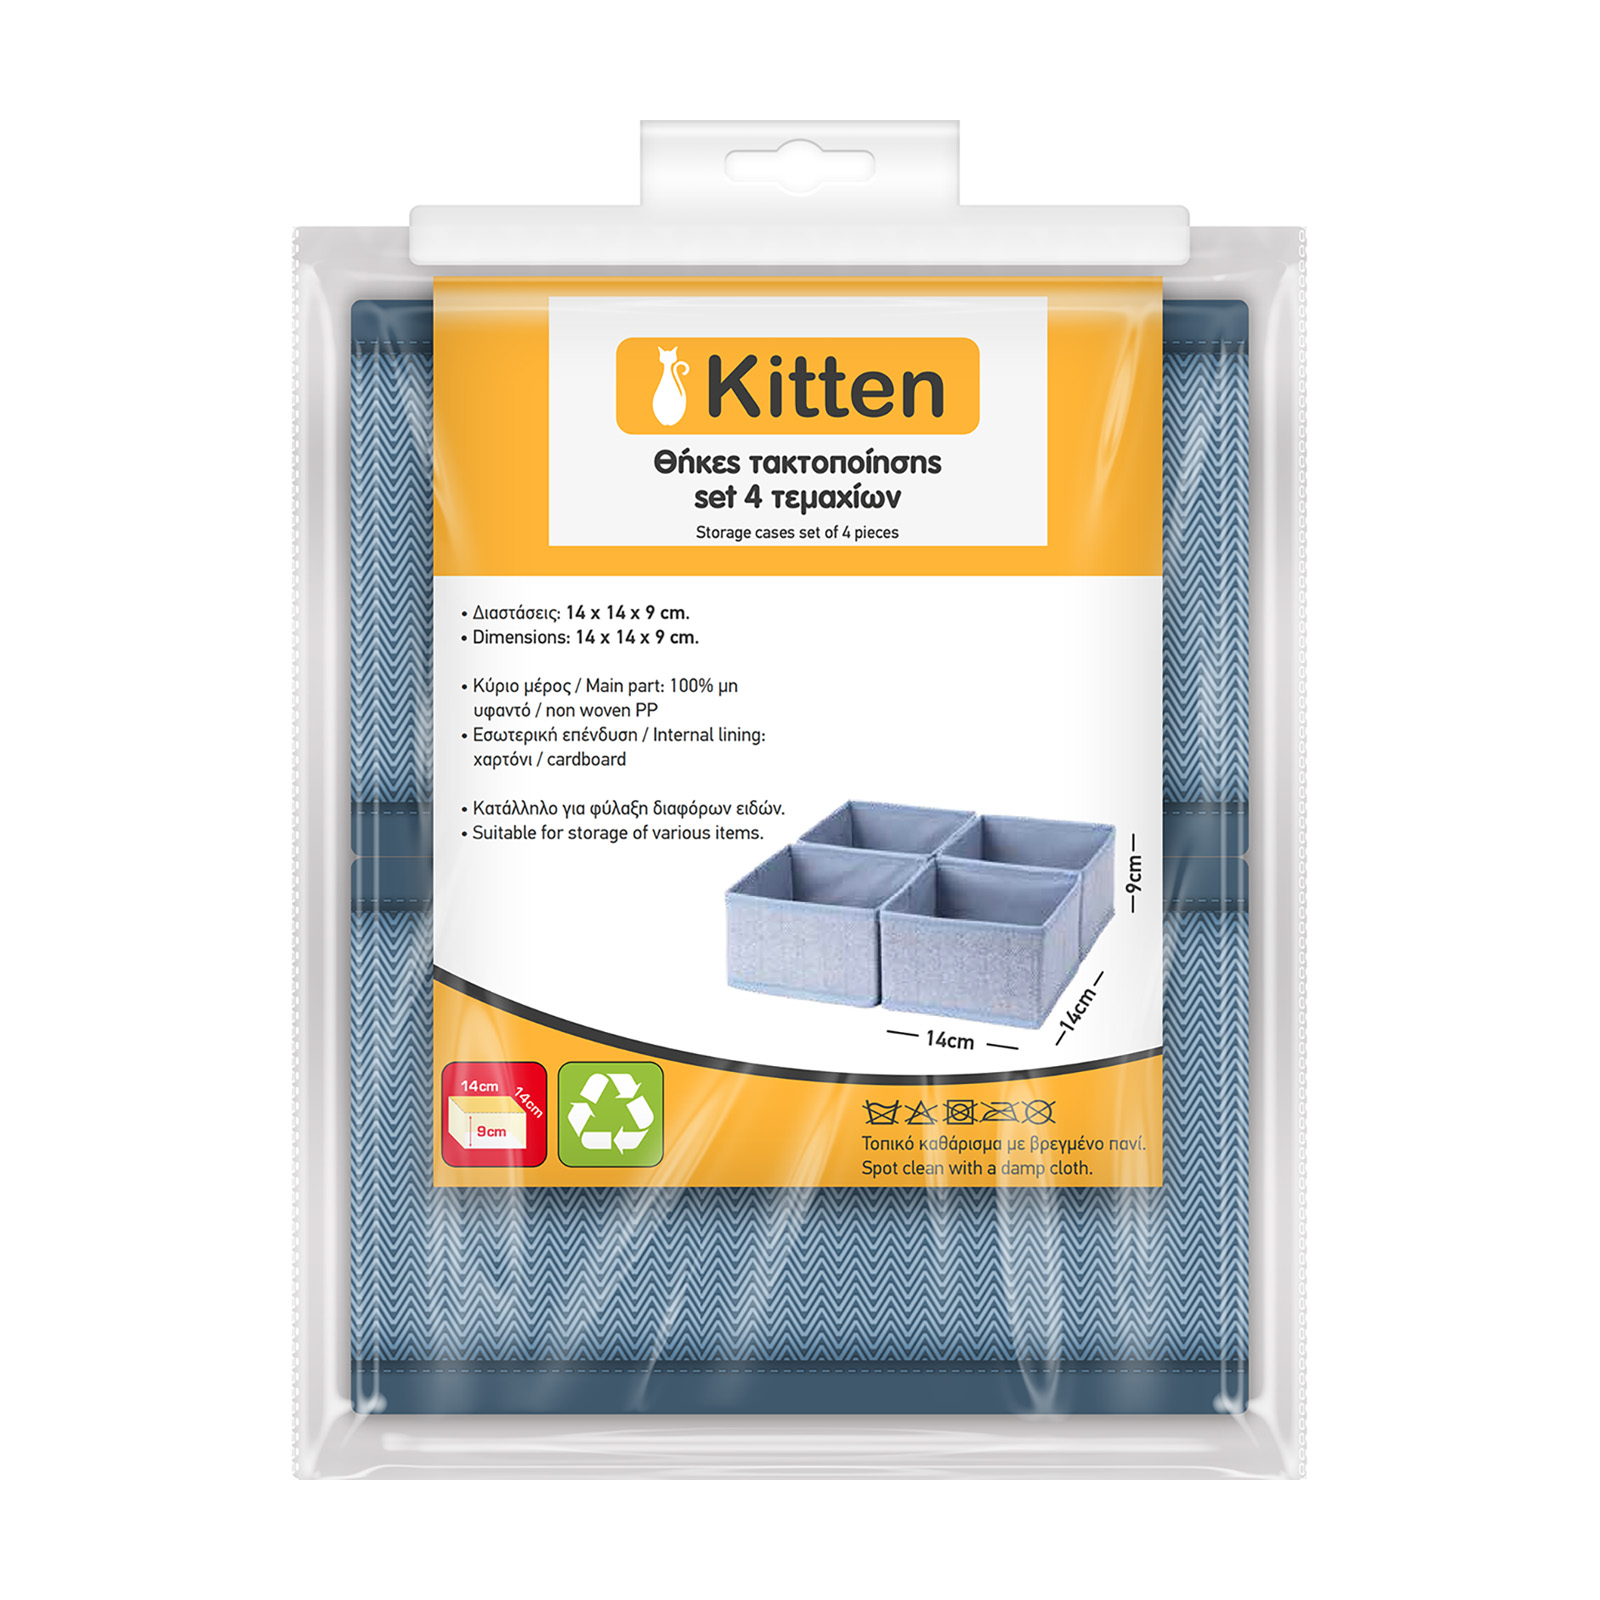 Kitten
Θήκες τακτοποίησης
set 4 τεμαχίων
Storage cases set of 4 pieces
• Διαστάσεις: 14 x 14 x 9 cm.
• Dimensions: 14 x 14 x 9 cm.
• Κύριο μέρος / Main part: 100% μη
υφαντό / non woven PP
• Εσωτερική επένδυση / Internal lining:
χαρτόνι / cardboard
• Κατάλληλο για φύλαξη διαφόρων ειδών.
• Suitable for storage of various items.
9cm
14cm
14cm
14cm
14cm
9cm
Τοπικό καθάρισμα με βρεγμένο πανί.
Spot clean with a damp cloth.